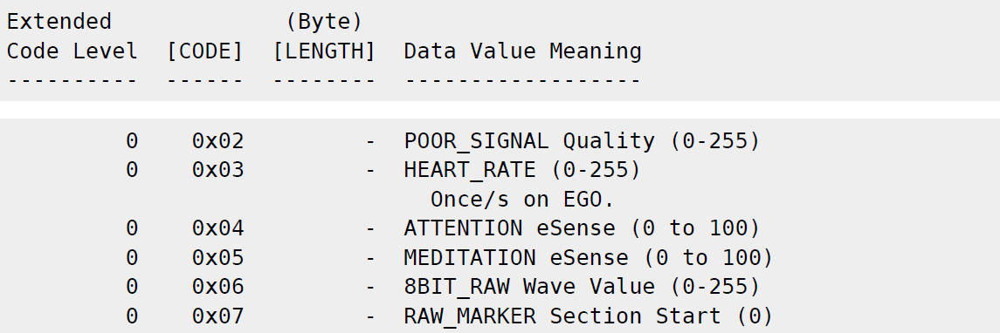 Extended             (Byte)
Code Level  [CODE]  [LENGTH]  Data Value Meaning
----------  ------  --------  ------------------
         0    0x02         -  POOR_SIGNAL Quality (0-255)
         0    0x03         -  HEART_RATE (0-255)
                                Once/s on EGO.
         0    0x04         -  ATTENTION eSense (0 to 100)
         0    0x05         -  MEDITATION eSense (0 to 100)
         0    0x06         -  8BIT_RAW Wave Value (0-255)
         0    0x07         -  RAW_MARKER Section Start (0)